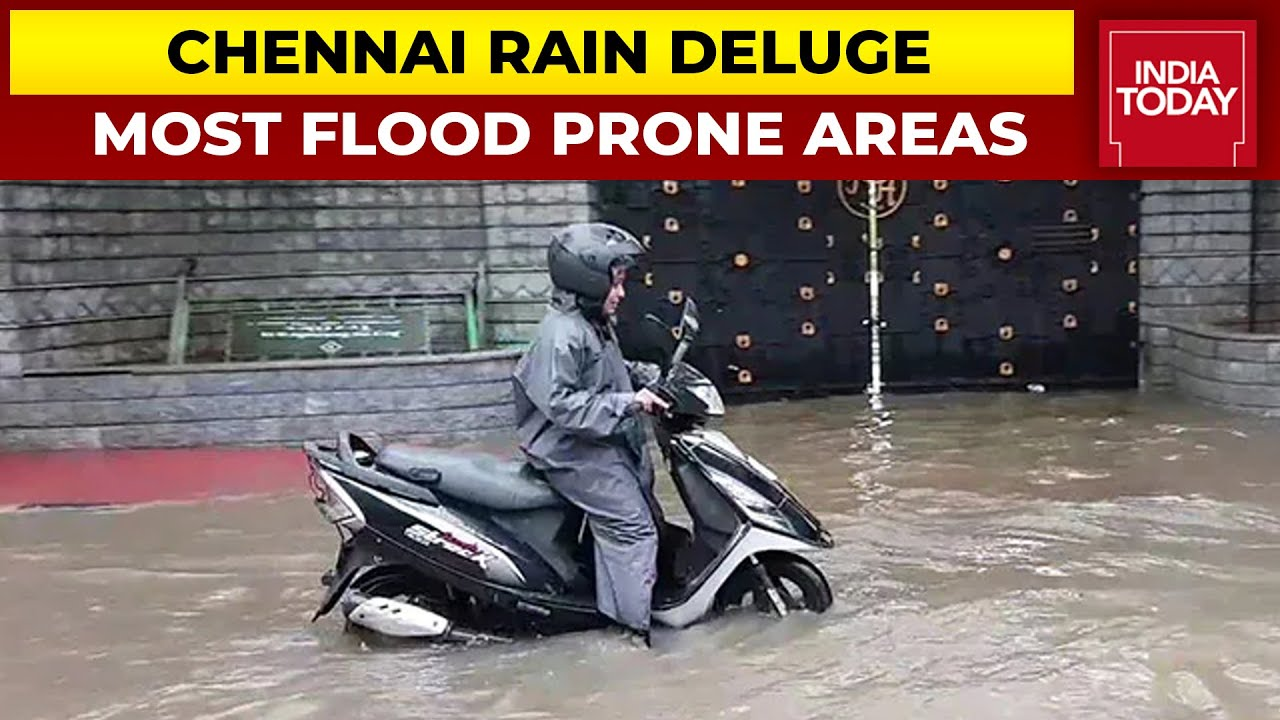 CHENNAI RAIN DELUGE
MOST FLOOD PRONE AREAS
INDIA
TODAY